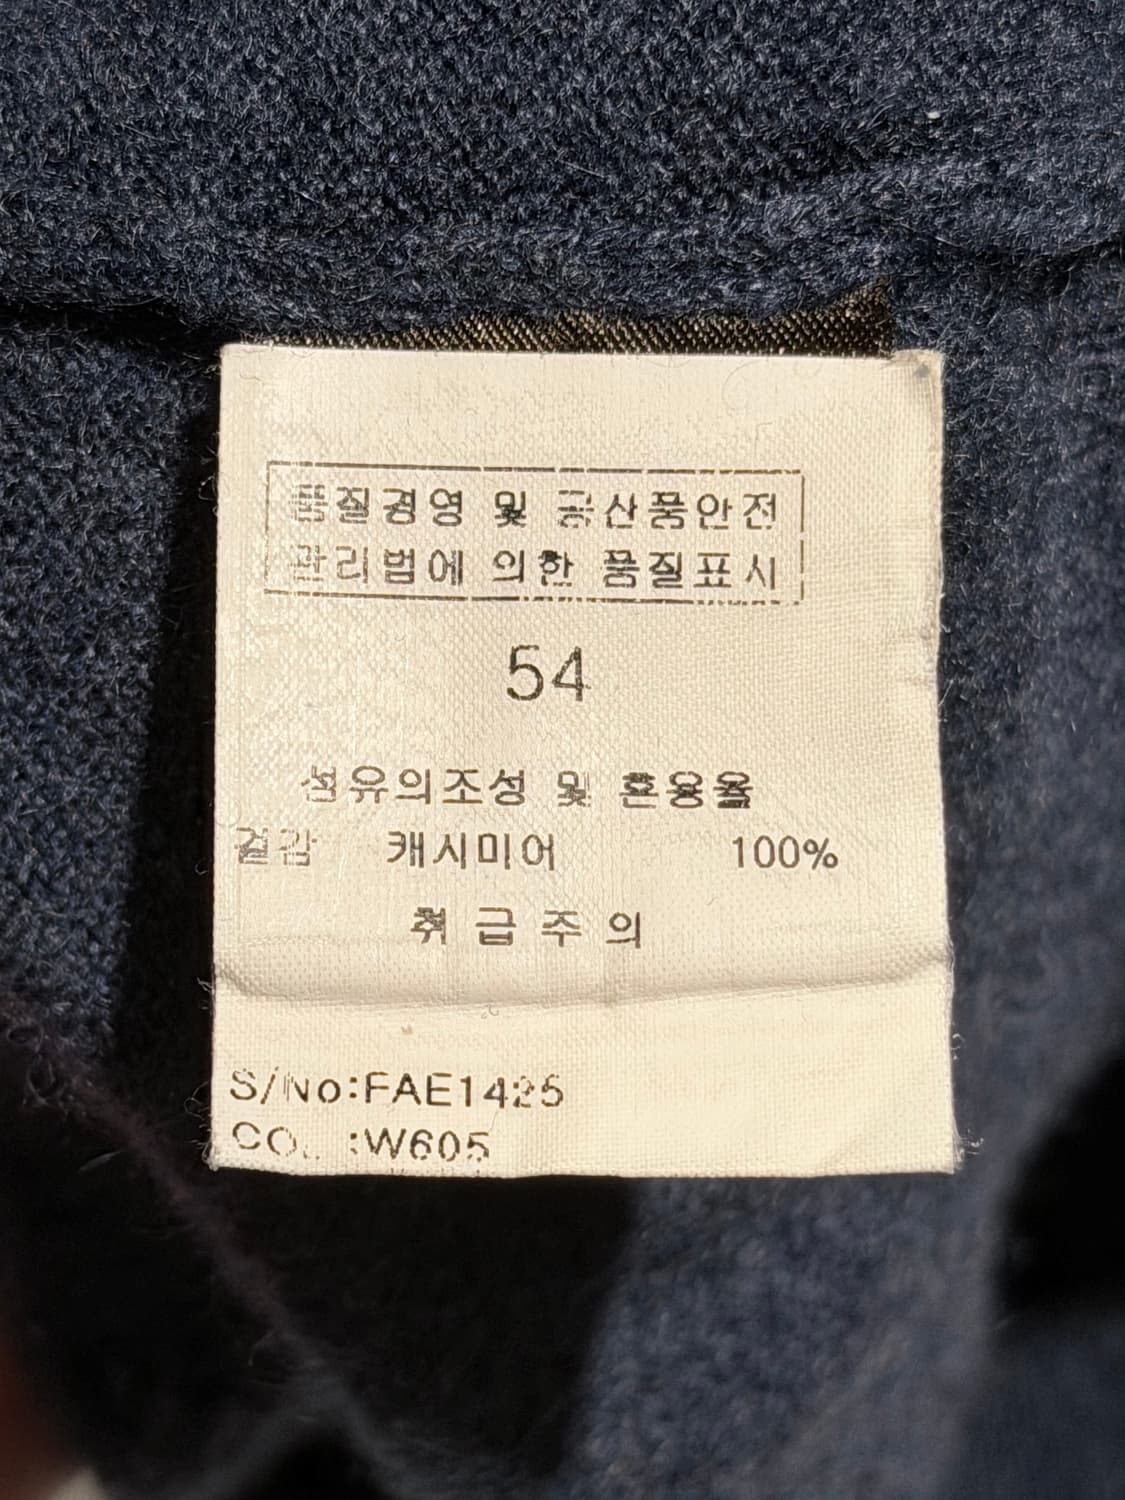 품질경영 및 공산품안전
관리법에 의한 품질표시
54
섬유의조성 및 혼용율
겉감 캐시미어 100%
취급주의
S/No:FAE1425
:W605